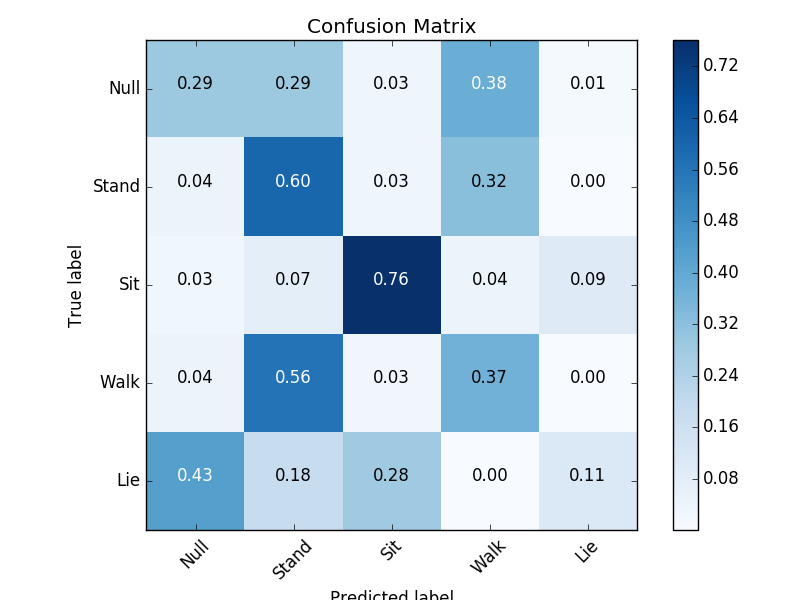 Confusion Matrix
True label
Null 0.29 0.29 0.03 0.38 0.01
Stand 0.04 0.60 0.03 0.32 0.00
Sit 0.03 0.07 0.76 0.04 0.09
Walk 0.04 0.56 0.03 0.37 0.00
Lie 0.43 0.18 0.28 0.00 0.11
Null Stand Sit Walk Lie
Predicted label
0.72
0.64
0.56
0.48
0.40
0.32
0.24
0.16
0.08